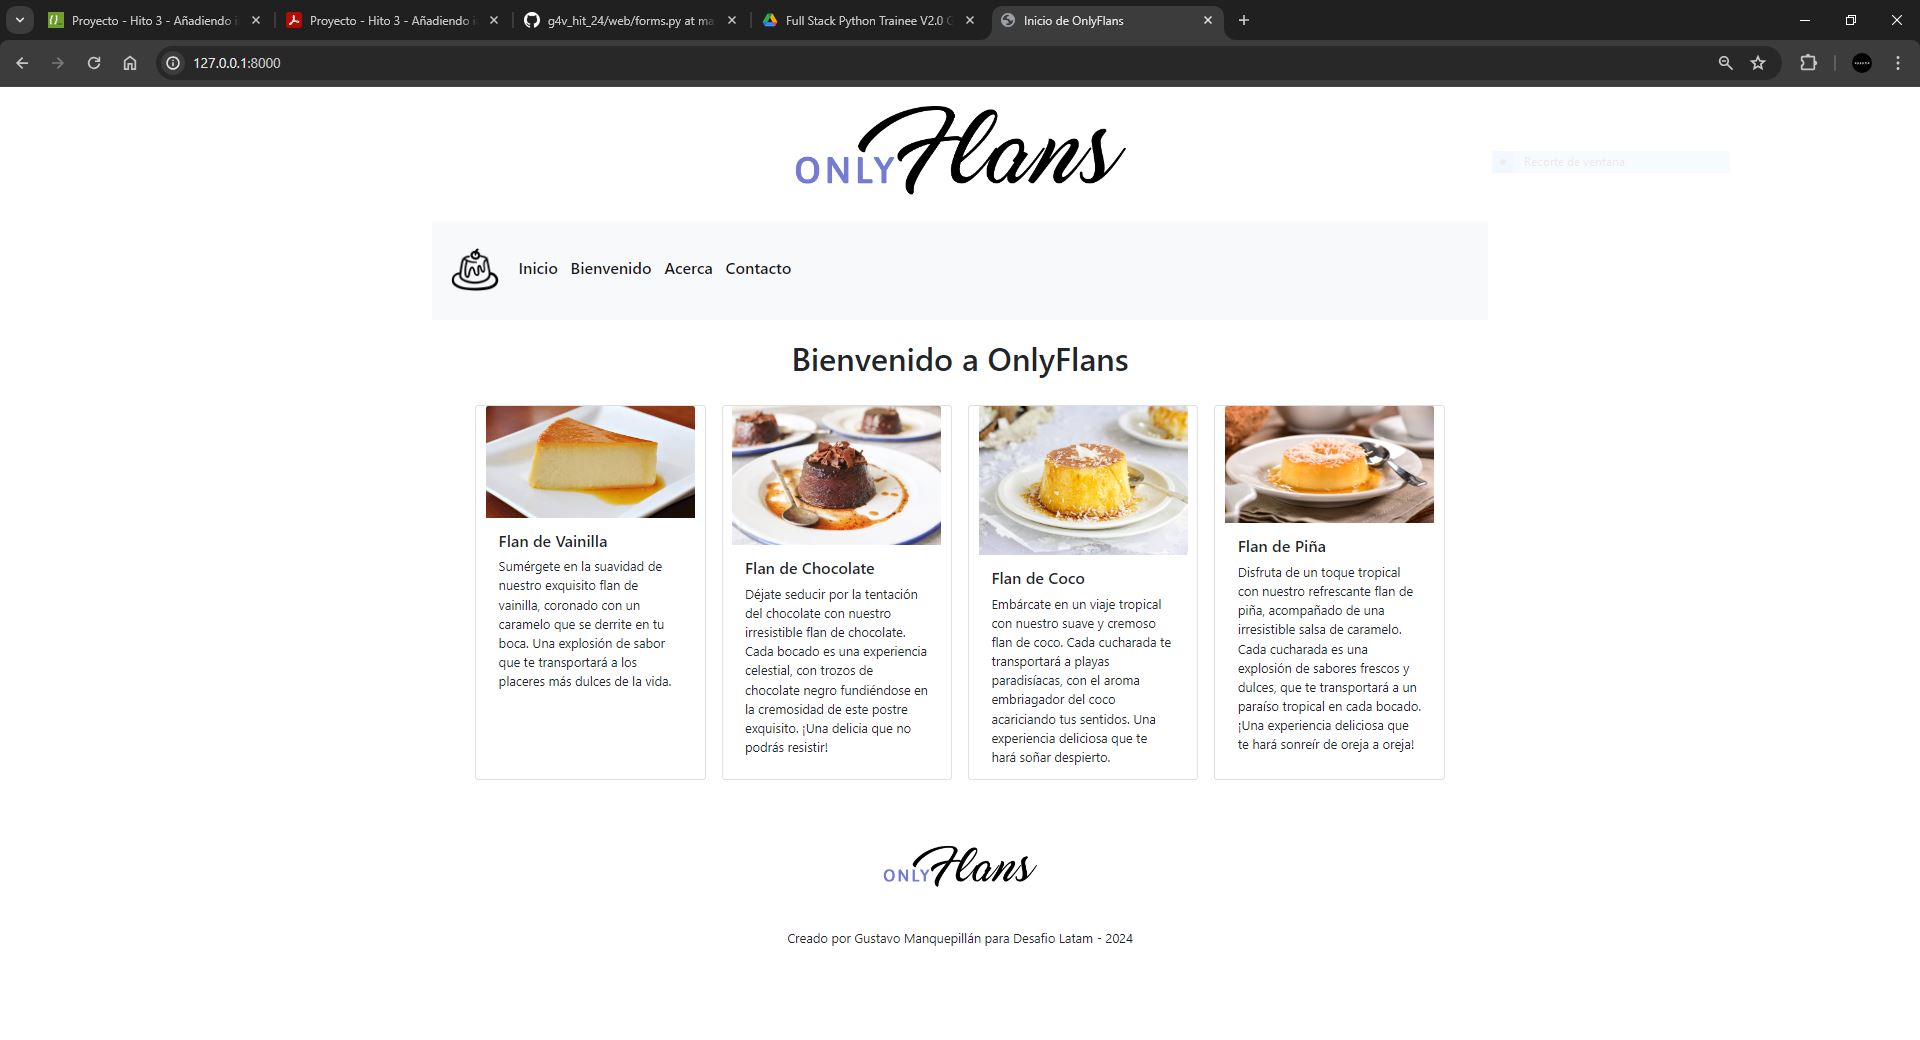 Proyecto - Hito 3 - Añadiendo i
Proyecto - Hito 3 - Añadiendo i
g4v_hit_24/web/forms.py at ma
Full Stack Python Trainee V2.0 G
Inicio de OnlyFlans
127.0.0.1:8000
ONLY Flans
Recorte de ventana
Inicio Bienvenido Acerca Contacto
Bienvenido a OnlyFlans
Flan de Vainilla
Sumérgete en la suavidad de
nuestro exquisito flan de
vainilla, coronado con un
caramelo que se derrite en tu
boca. Una explosión de sabor
que te transportará a los
placeres más dulces de la vida.
Flan de Chocolate
Déjate seducir por la tentación
del chocolate con nuestro
irresistible flan de chocolate.
Cada bocado es una experiencia
celestial, con trozos de
chocolate negro fundiéndose en
la cremosidad de este postre
exquisito. ¡Una delicia que no
podrás resistir!
Flan de Coco
Embárcate en un viaje tropical
con nuestro suave y cremoso
flan de coco. Cada cucharada te
transportará a playas
paradisíacas, con el aroma
embriagador del coco
acariciando tus sentidos. Una
experiencia deliciosa que te
hará soñar despierto.
Flan de Piña
Disfruta de un toque tropical
con nuestro refrescante flan de
piña, acompañado de una
irresistible salsa de caramelo.
Cada cucharada es una
explosión de sabores frescos y
dulces, que te transportará a un
paraíso tropical en cada bocado.
¡Una experiencia deliciosa que
te hará sonreír de oreja a oreja!
ONLY Flans
Creado por Gustavo Manquepillán para Desafio Latam - 2024